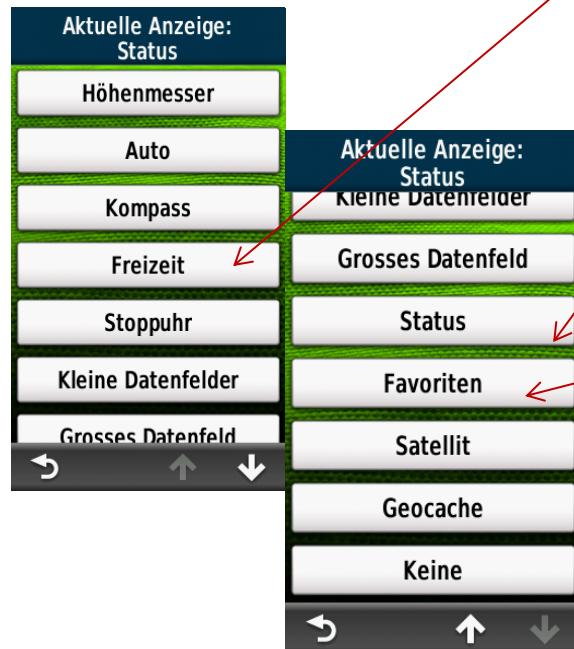 Aktuelle Anzeige:
Status
Höhenmesser
Auto
Kompass
Freizeit
Stoppuhr
Kleine Datenfelder
Grosses Datenfeld
Aktuelle Anzeige:
Status
Kleine Datenfelder
Grosses Datenfeld
Status
Favoriten
Satellit
Geocache
Keine